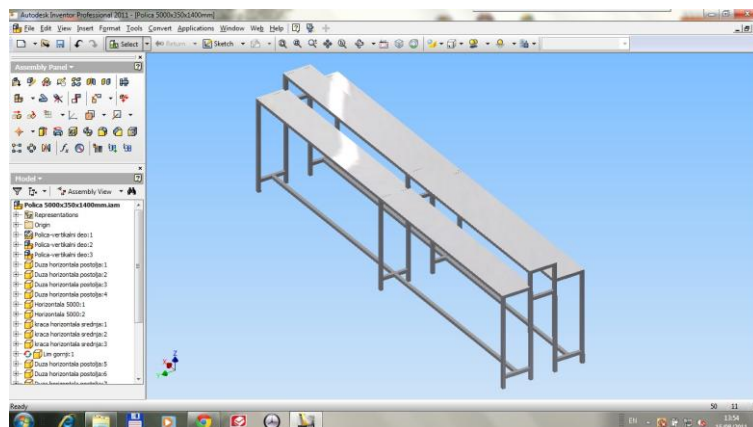 Autodesk Inventor Professional 2011 - [Polica 5000x350x1400mm]
File Edit View Insert Format Tools Convert Applications Window Web Help
Select Return Sketch
Assembly Panel
Model
Assembly View
Polica 5000x350x1400mm.iam
Representations
Origin
Polica-vertikalni deo:1
Polica-vertikalni deo:2
Polica-vertikalni deo:3
Duza horizontala postolja:1
Duza horizontala postolja:2
Duza horizontala postolja:3
Duza horizontala postolja:4
Horizontala 5000:1
Horizontala 5000:2
kraca horizontala srednja:1
kraca horizontala srednja:2
kraca horizontala srednja:3
Lim gornji:1
Duza horizontala postolja:5
Duza horizontala postolja:6
Z
X
Y
Ready
50 11
EN
13:54